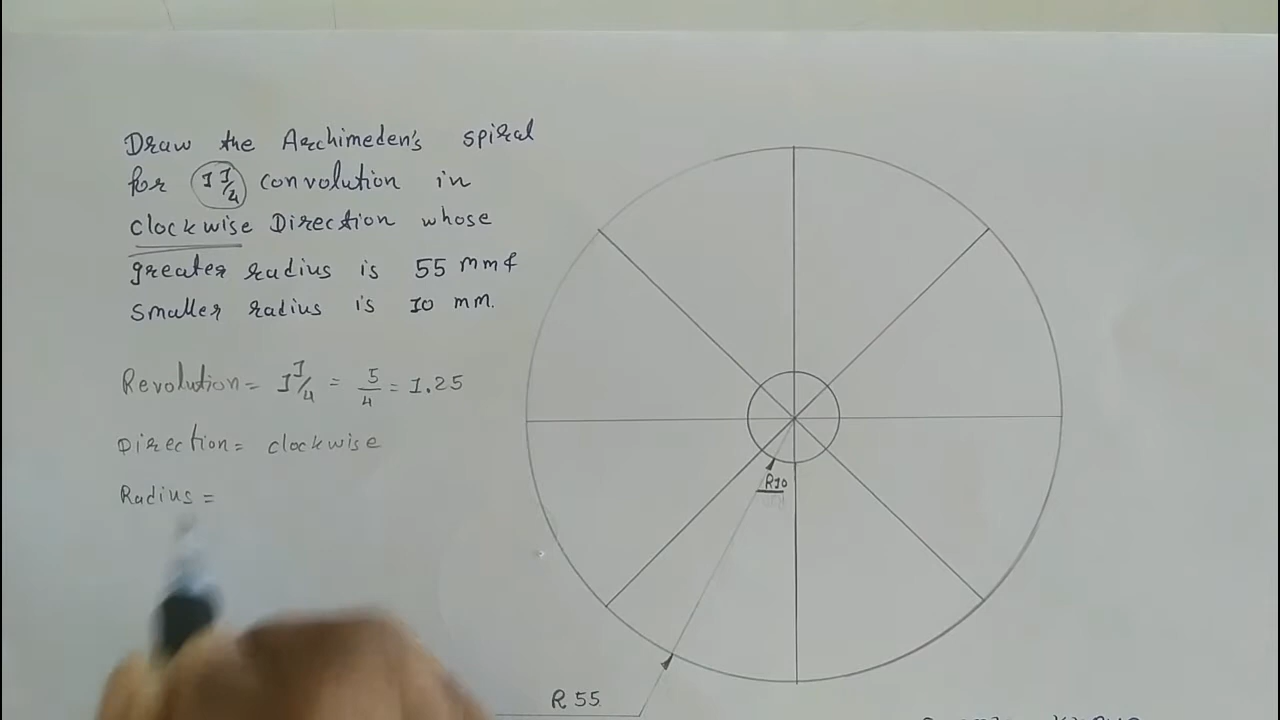 Draw the Archimeden's spiral
for 1 1/4 convolution in
clockwise Direction whose
greater radius is 55 mm &
smaller radius is 10 mm.
Revolution = 1 1/4 = 5/4 = 1.25
Direction = clockwise
Radius =
R10
R 55